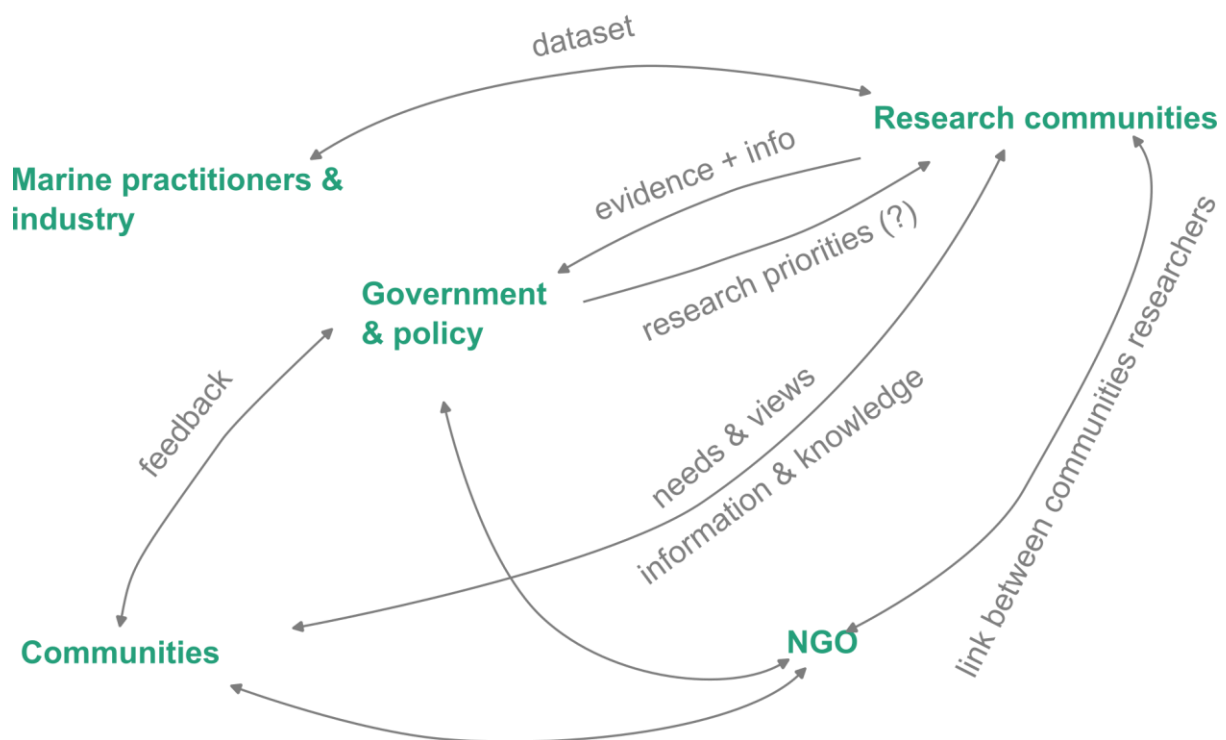 dataset
Research communities
Marine practitioners &
industry
evidence + info
research priorities (?)
Government
& policy
feedback
needs & views
information & knowledge
link between communities researchers
Communities
NGO